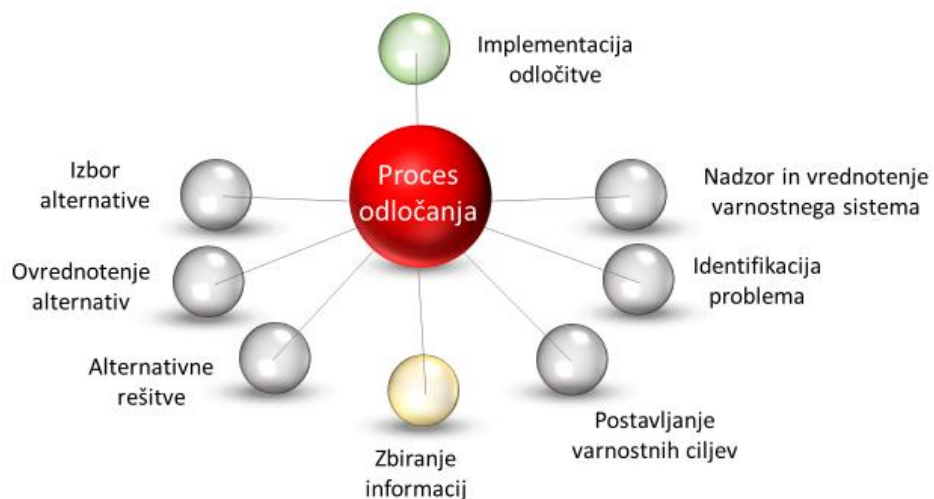 Implementacija
odločitve
Proces
odločanja
Nadzor in vrednotenje
varnostnega sistema
Identifikacija
problema
Postavljanje
varnostnih ciljev
Zbiranje
informacij
Alternativne
rešitve
Ovrednotenje
alternativ
Izbor
alternative